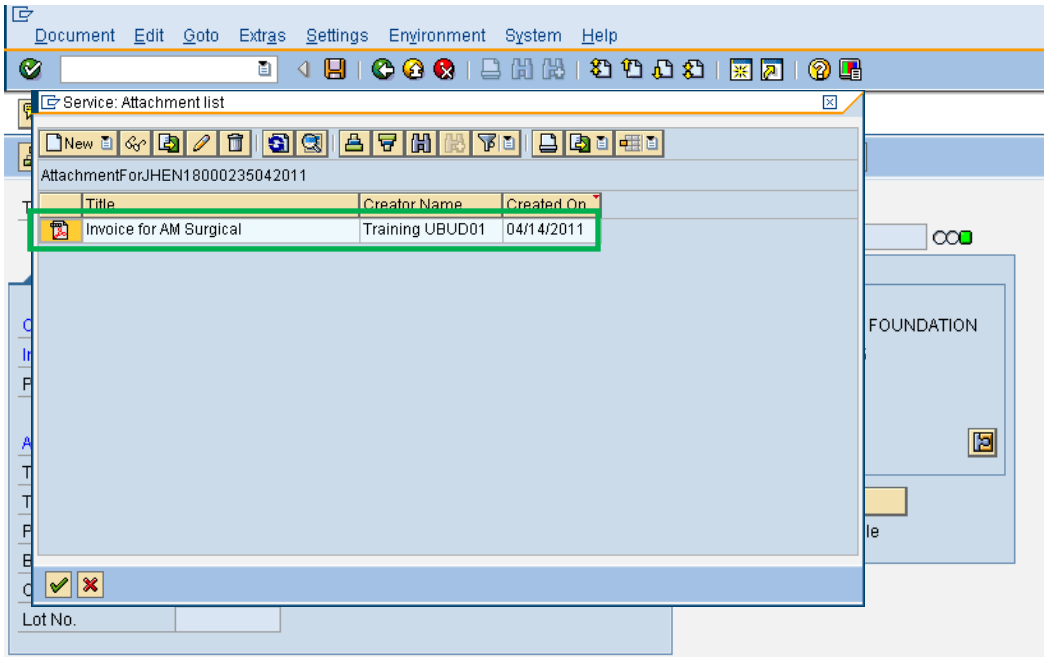 Document Edit Goto Extras Settings Environment System Help
Service: Attachment list
New
AttachmentForJHEN18000235042011
Title Creator Name Created On
Invoice for AM Surgical Training UBUD01 04/14/2011
FOUNDATION
Lot No.